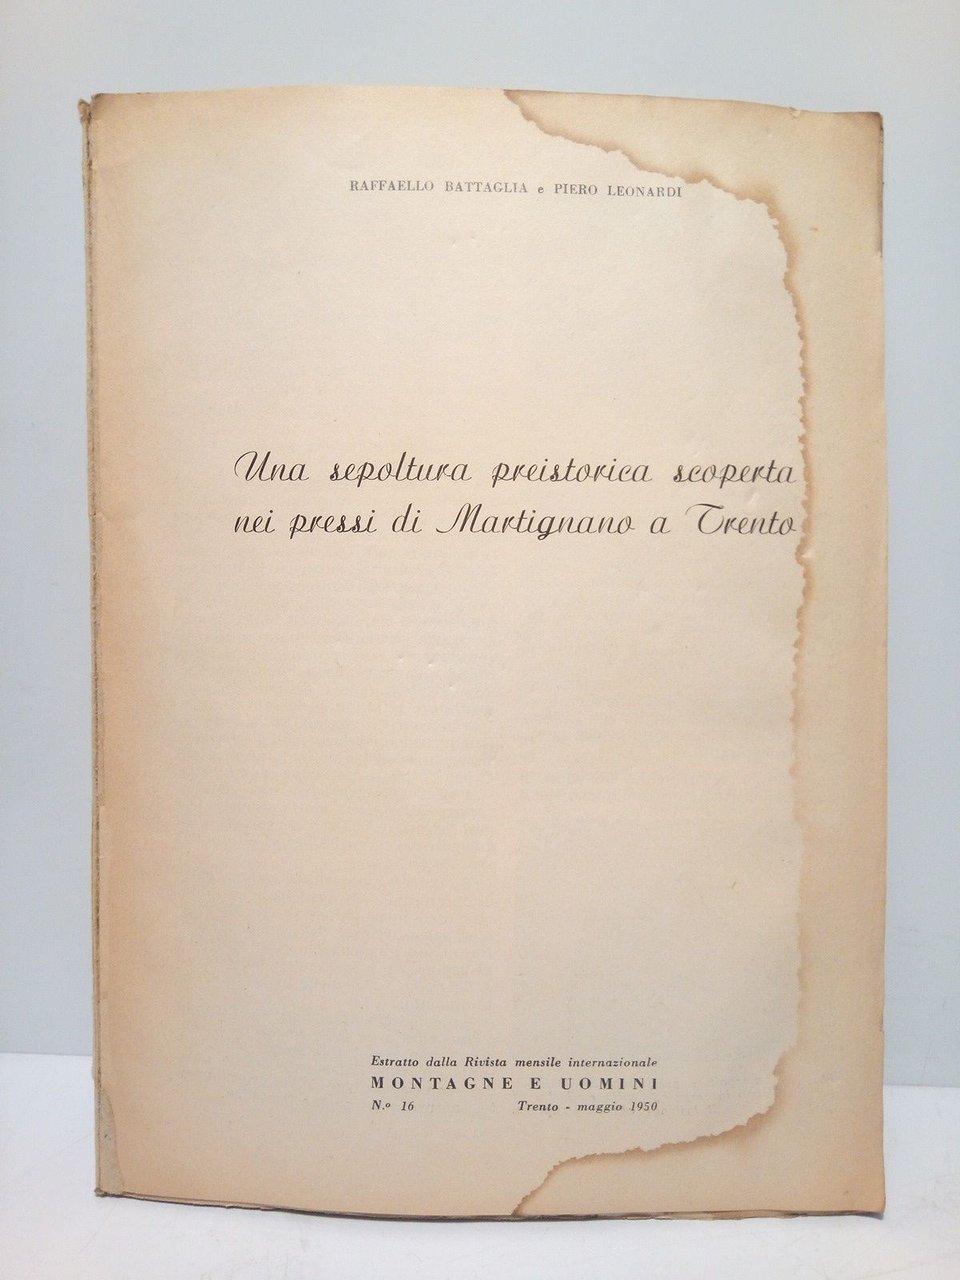 RAFFAELLO BATTAGLIA e PIERO LEONARDI
Una sepoltura preistorica scoperta
nei pressi di Martignano a Trento
Estratto dalla Rivista mensile internazionale
MONTAGNE E UOMINI
N.º 16 Trento - maggio 1950